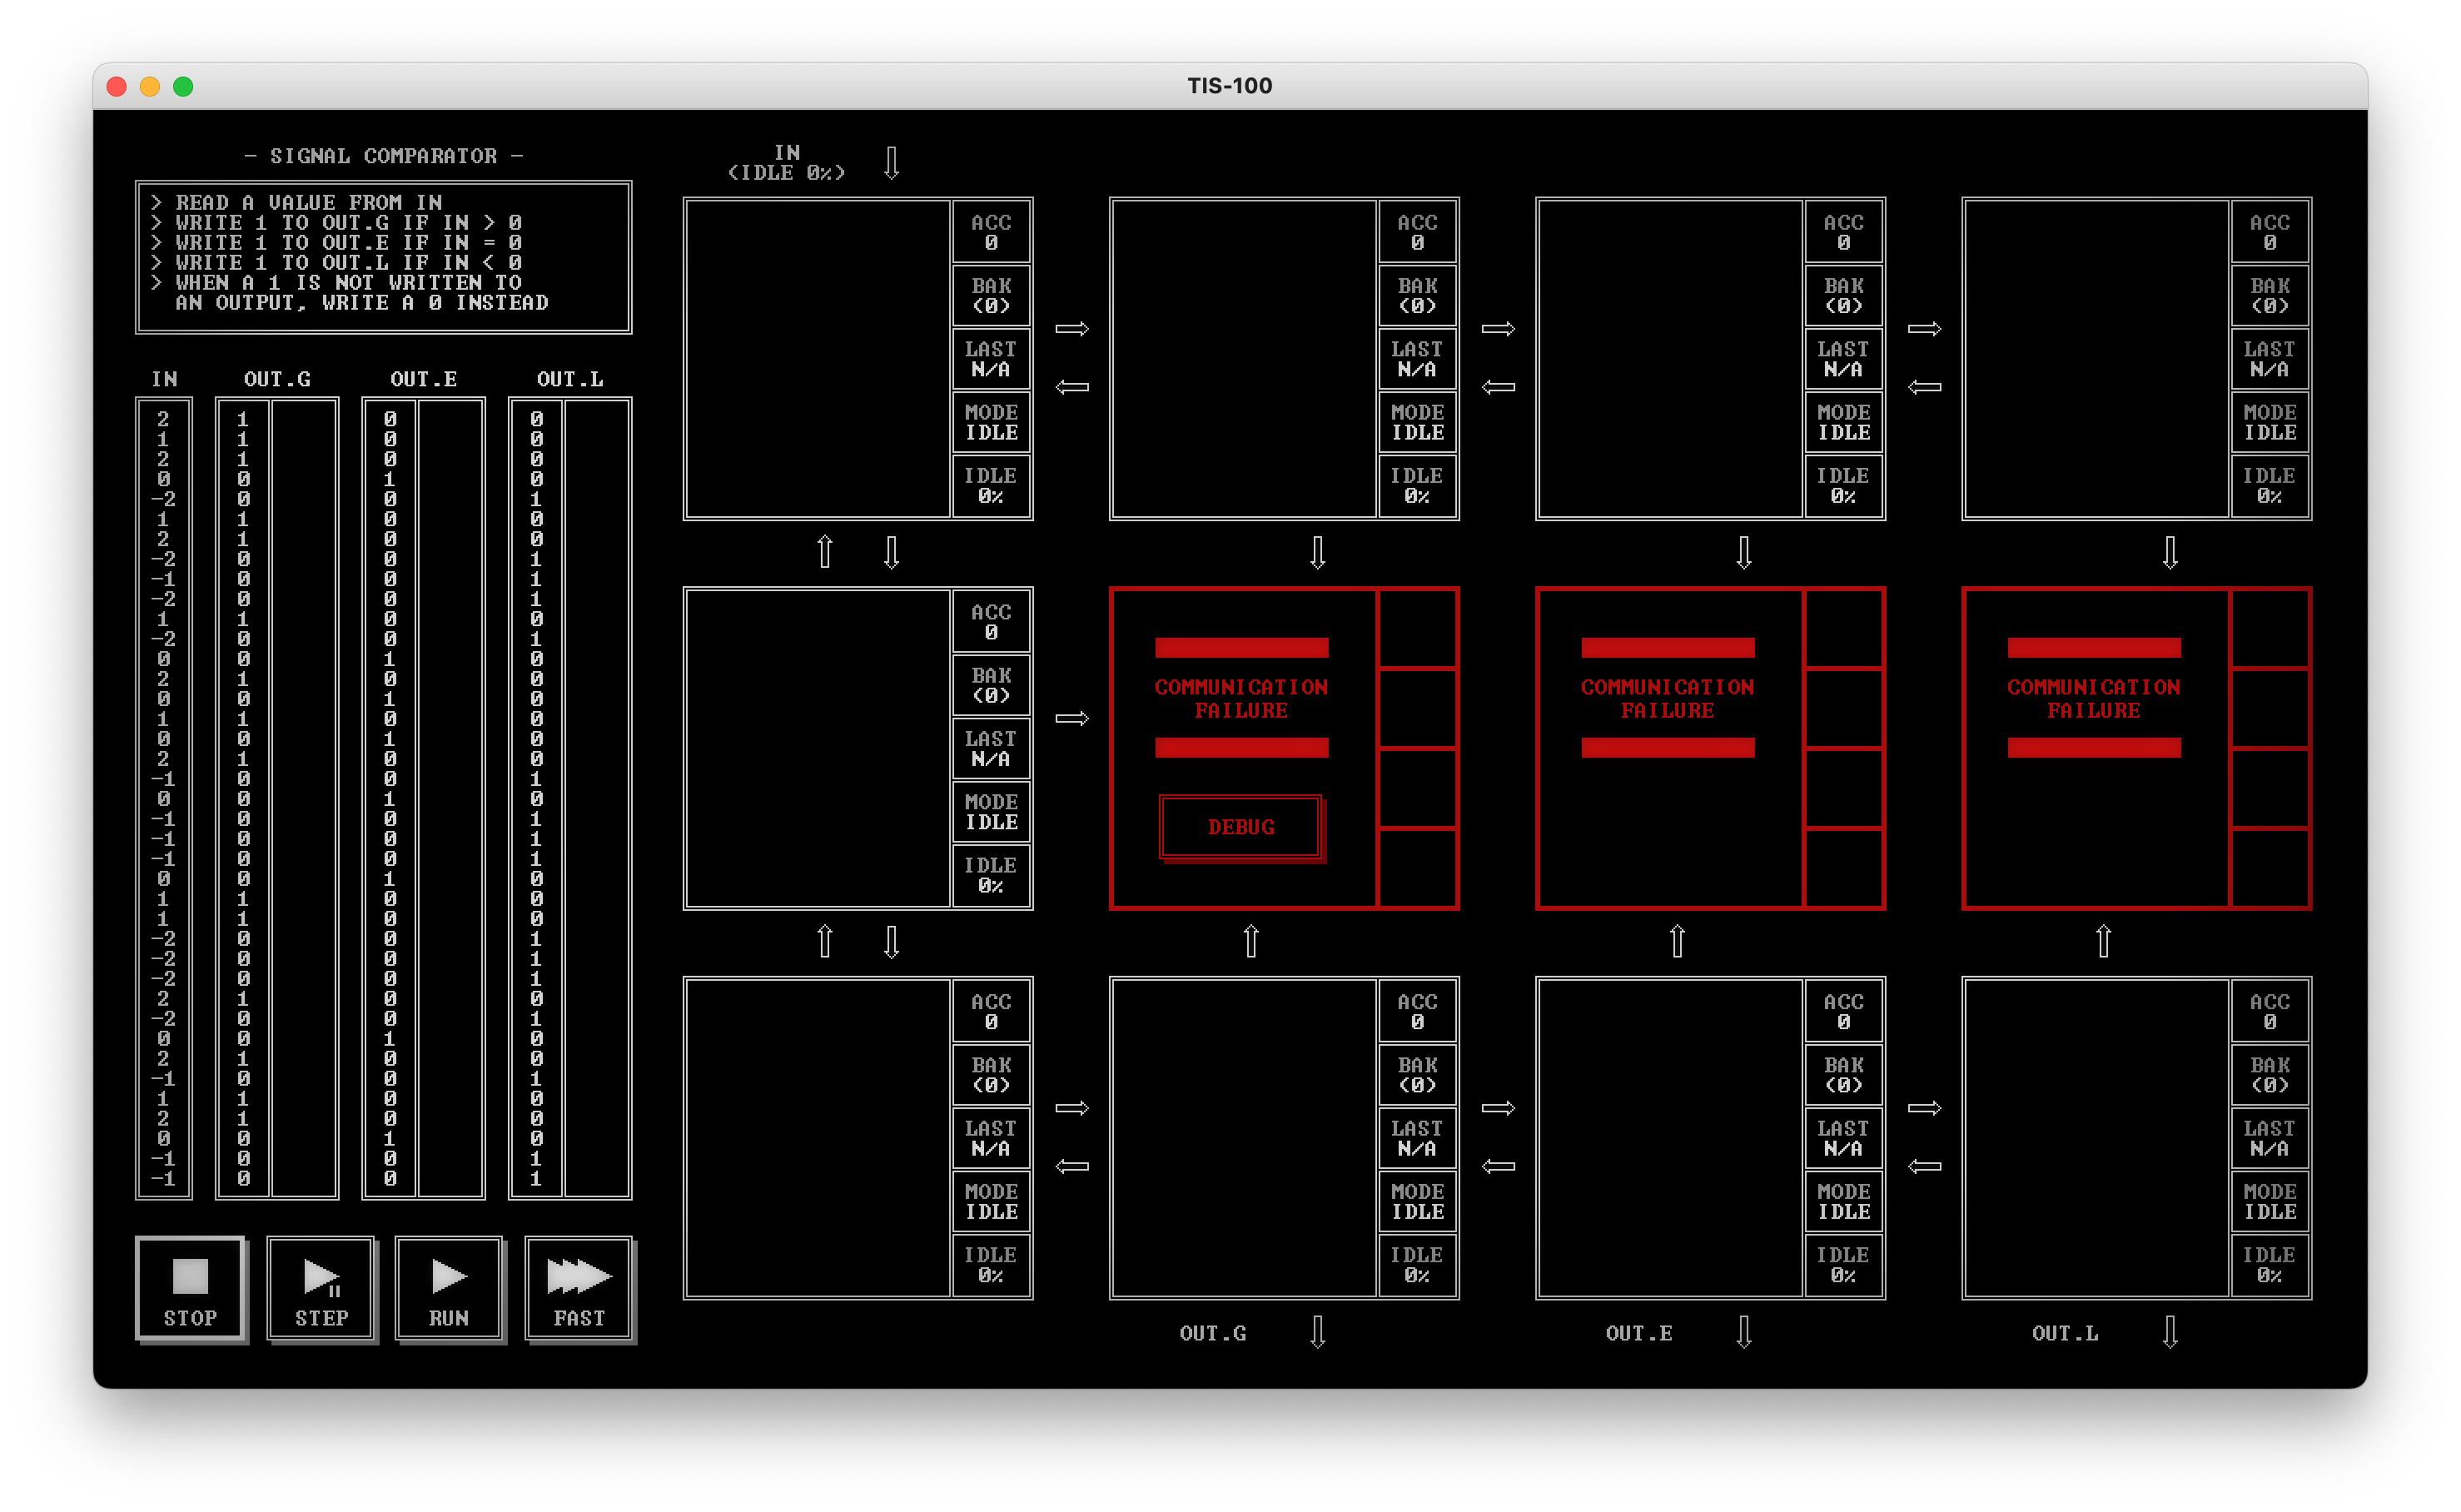 TIS-100
- SIGNAL COMPARATOR -
> READ A VALUE FROM IN
> WRITE 1 TO OUT.G IF IN > 0
> WRITE 1 TO OUT.E IF IN = 0
> WRITE 1 TO OUT.L IF IN < 0
> WHEN A 1 IS NOT WRITTEN TO
AN OUTPUT, WRITE A 0 INSTEAD
IN OUT.G OUT.E OUT.L
2 1 0 0
1 1 0 0
2 1 0 0
0 0 1 0
-2 0 0 1
1 1 0 0
2 1 0 0
-2 0 0 1
-1 0 0 1
-2 0 0 1
1 1 0 0
-2 0 0 1
0 0 1 0
2 1 0 0
0 0 1 0
1 1 0 0
0 0 1 0
2 1 0 0
-1 0 0 1
0 0 1 0
-1 0 0 1
-1 0 0 1
-1 0 0 1
0 0 1 0
1 1 0 0
1 1 0 0
-2 0 0 1
-2 0 0 1
-2 0 0 1
2 1 0 0
-2 0 0 1
0 0 1 0
2 1 0 0
-1 0 0 1
1 1 0 0
2 1 0 0
0 0 1 0
-1 0 0 1
-1 0 0 1
STOP STEP RUN FAST
IN
(IDLE 0%)
ACC
0
BAK
(0)
LAST
N/A
MODE
IDLE
IDLE
0%
ACC
0
BAK
(0)
LAST
N/A
MODE
IDLE
IDLE
0%
ACC
0
BAK
(0)
LAST
N/A
MODE
IDLE
IDLE
0%
ACC
0
BAK
(0)
LAST
N/A
MODE
IDLE
IDLE
0%
ACC
0
BAK
(0)
LAST
N/A
MODE
IDLE
IDLE
0%
COMMUNICATION
FAILURE
DEBUG
COMMUNICATION
FAILURE
COMMUNICATION
FAILURE
ACC
0
BAK
(0)
LAST
N/A
MODE
IDLE
IDLE
0%
ACC
0
BAK
(0)
LAST
N/A
MODE
IDLE
IDLE
0%
ACC
0
BAK
(0)
LAST
N/A
MODE
IDLE
IDLE
0%
ACC
0
BAK
(0)
LAST
N/A
MODE
IDLE
IDLE
0%
OUT.G
OUT.E
OUT.L